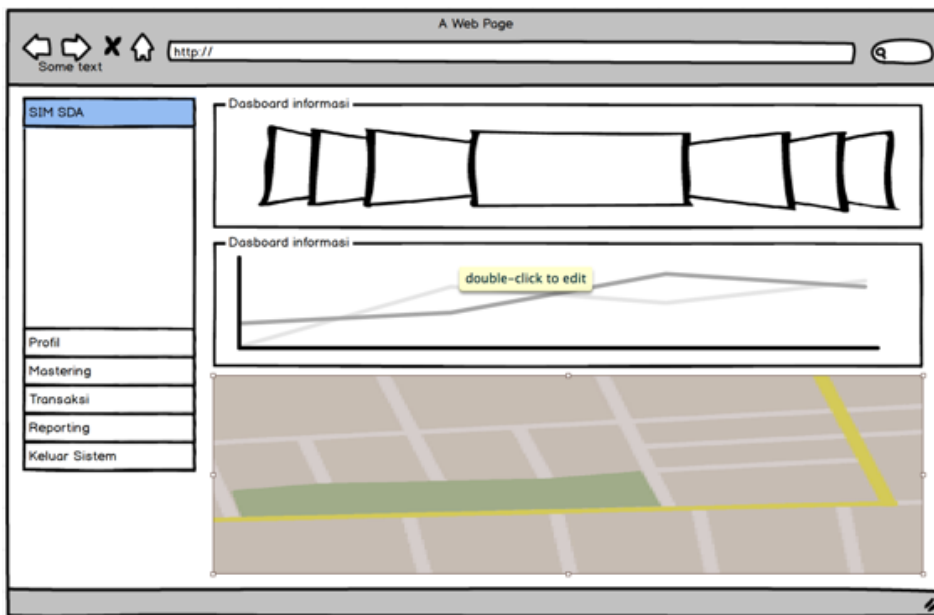 A Web Page
http://
Some text
SIM SDA
Profil
Mastering
Transaksi
Reporting
Keluar Sistem
Dasboard informasi
Dasboard informasi
double-click to edit